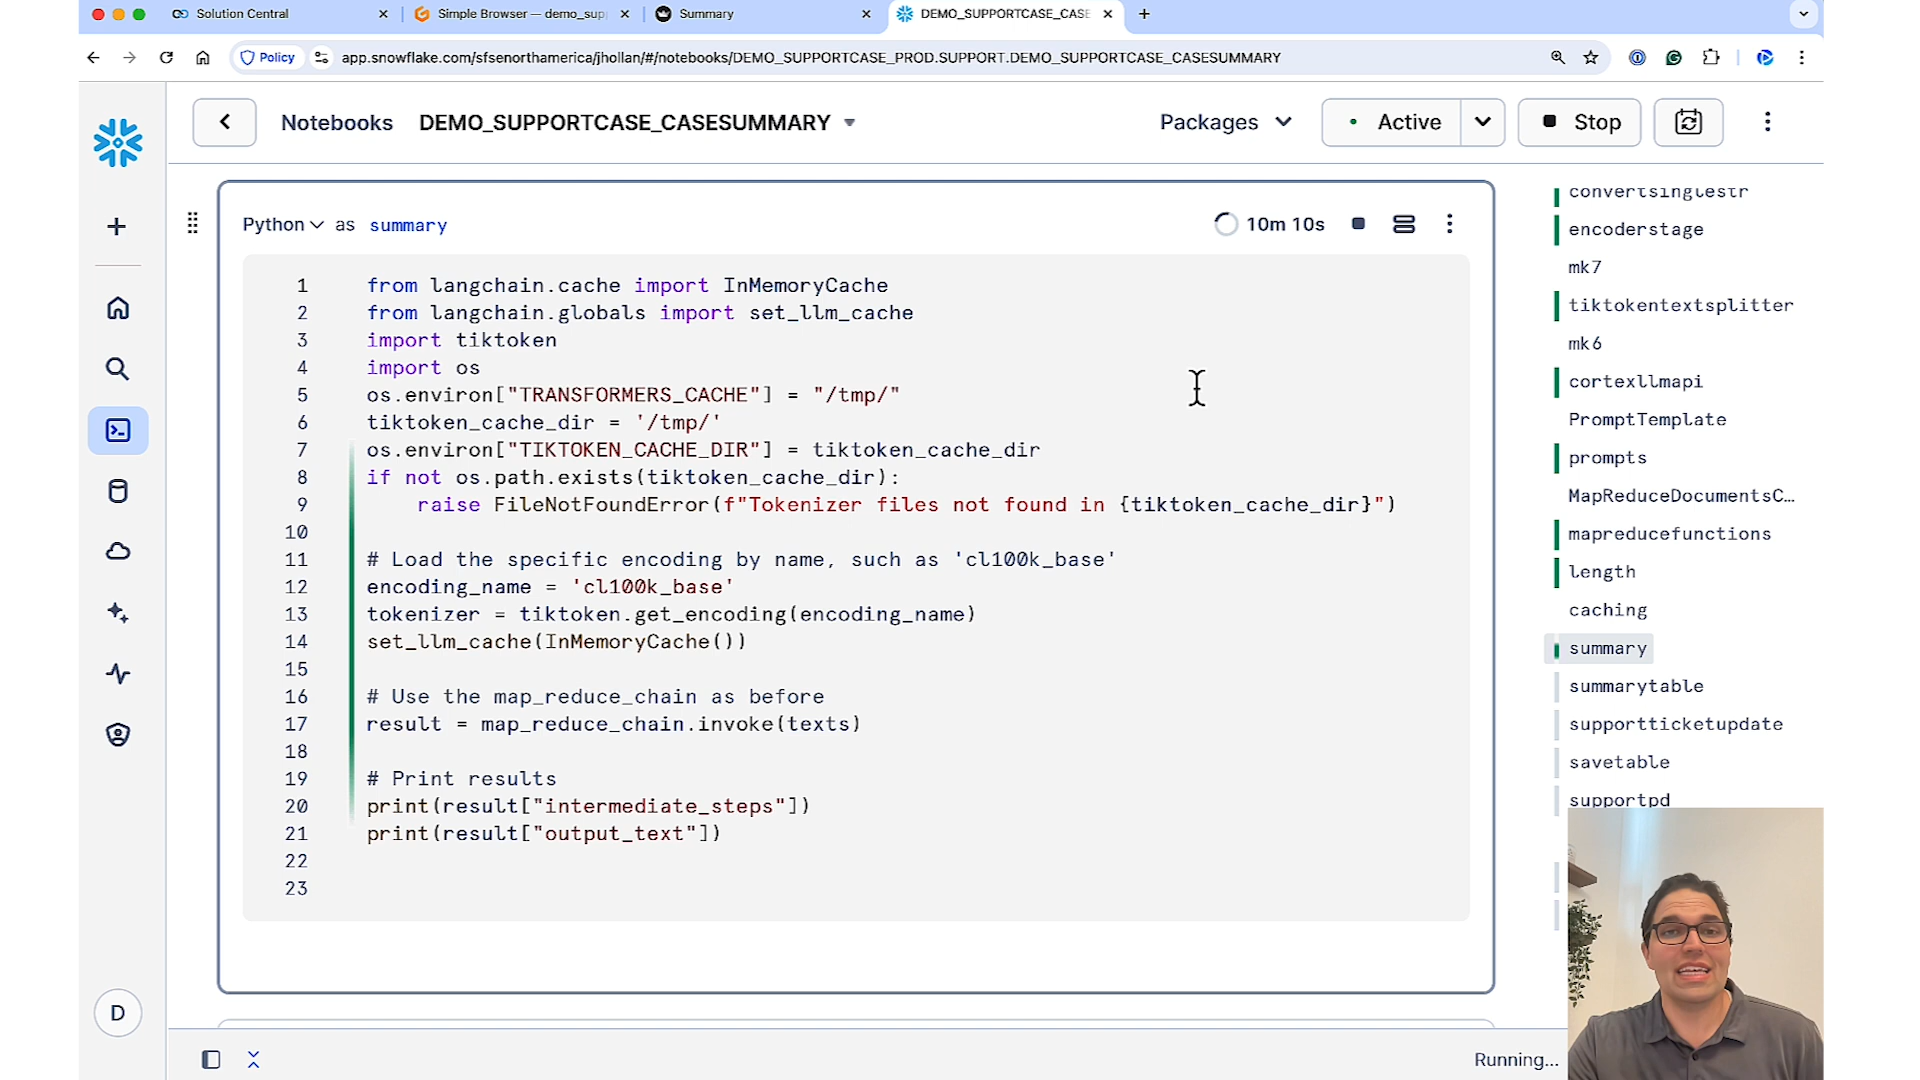 Solution Central
Simple Browser — demo_sup
Summary
DEMO_SUPPORTCASE_CASE
Policy
app.snowflake.com/sfsenorthamerica/jhollan/#/notebooks/DEMO_SUPPORTCASE_PROD.SUPPORT.DEMO_SUPPORTCASE_CASESUMMARY
Notebooks DEMO_SUPPORTCASE_CASESUMMARY
Packages
Active
Stop
Python as summary
10m 10s
1 from langchain.cache import InMemoryCache
2 from langchain.globals import set_llm_cache
3 import tiktoken
4 import os
5 os.environ["TRANSFORMERS_CACHE"] = "/tmp/"
6 tiktoken_cache_dir = '/tmp/'
7 os.environ["TIKTOKEN_CACHE_DIR"] = tiktoken_cache_dir
8 if not os.path.exists(tiktoken_cache_dir):
9 raise FileNotFoundError(f"Tokenizer files not found in {tiktoken_cache_dir}")
10
11 # Load the specific encoding by name, such as 'cl100k_base'
12 encoding_name = 'cl100k_base'
13 tokenizer = tiktoken.get_encoding(encoding_name)
14 set_llm_cache(InMemoryCache())
15
16 # Use the map_reduce_chain as before
17 result = map_reduce_chain.invoke(texts)
18
19 # Print results
20 print(result["intermediate_steps"])
21 print(result["output_text"])
22
23
convertsinglestr
encoderstage
mk7
tiktokentextsplitter
mk6
cortexllmapi
PromptTemplate
prompts
MapReduceDocumentsC...
mapreducefunctions
length
caching
summary
summarytable
supportticketupdate
savetable
supportpd
D
Running...